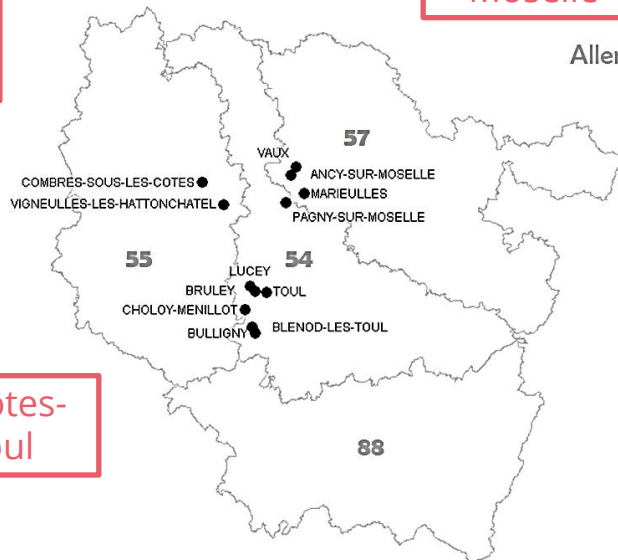 Moselle
Aller
57
VAUX
ANCY-SUR-MOSELLE
COMBRES-SOUS-LES-COTES
MARIEULLES
VIGNEULLES-LES-HATTONCHATEL
PAGNY-SUR-MOSELLE
55
54
LUCEY
BRULEY
TOUL
CHOLOY-MENILLOT
BLENOD-LES-TOUL
BULLIGNY
otes-
oul
88